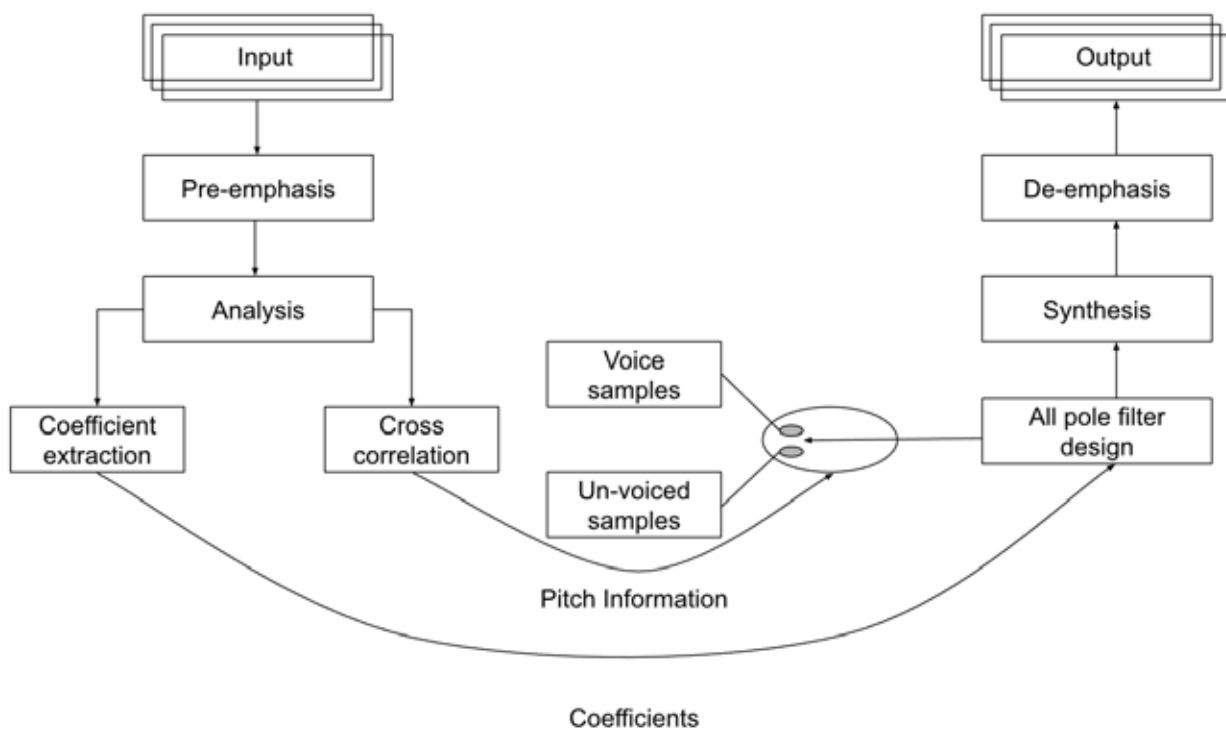 Input
Output
Pre-emphasis
De-emphasis
Analysis
Synthesis
Voice
samples
Coefficient
extraction
Cross
correlation
All pole filter
design
Un-voiced
samples
Pitch Information
Coefficients